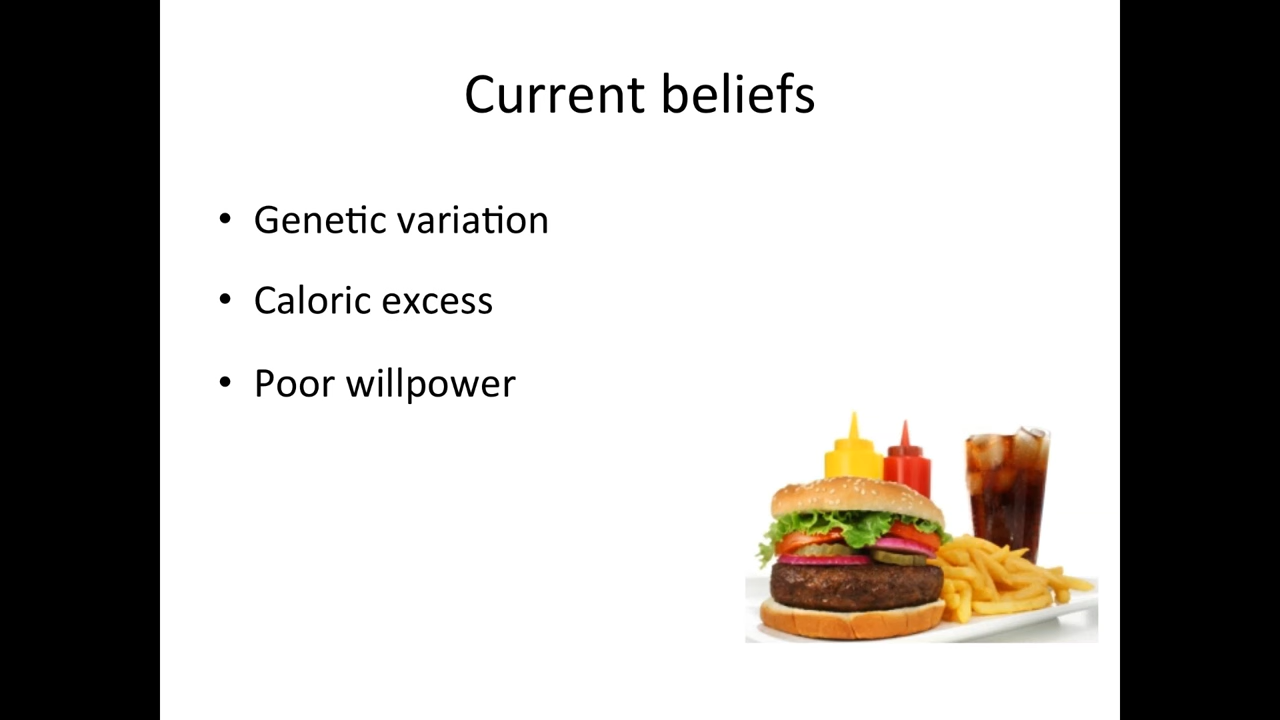 Current beliefs
• Genetic variation
• Caloric excess
• Poor willpower